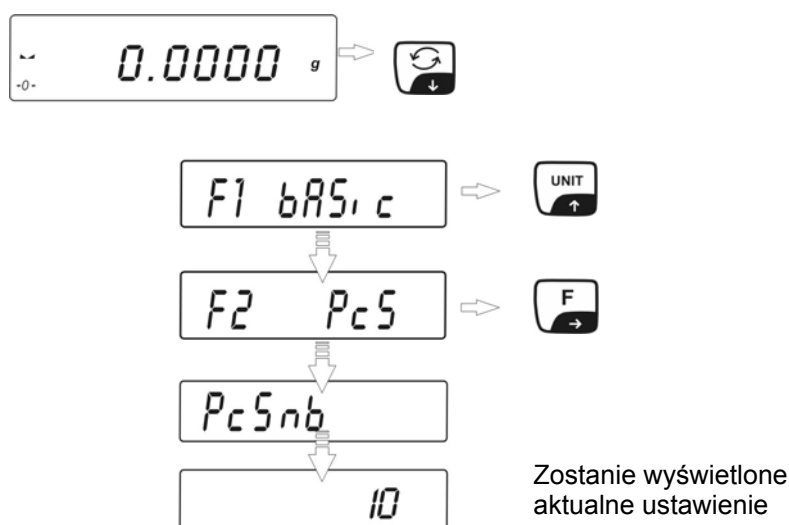 0.0000 g
-0-
F1 bASic
UNIT
F2 PcS
F
PcSnb
10
Zostanie wyświetlone
aktualne ustawienie